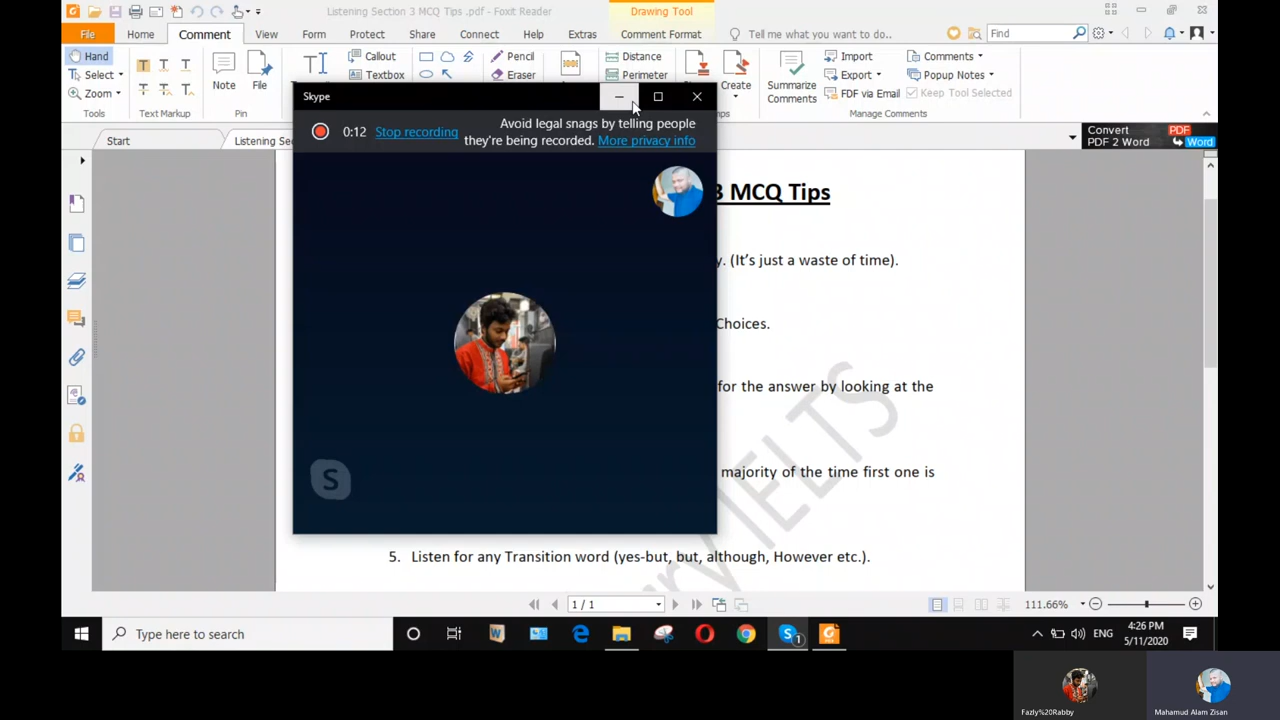 Listening Section 3 MCQ Tips .pdf - Foxit Reader
Drawing Tool
File Home Comment View Form Protect Share Connect Help Extras Comment Format Tell me what you want to do.. Find
Hand
Select
Zoom
Tools
Text Markup
Note
File
Pin
Callout
Textbox
Pencil
Eraser
Distance
Perimeter
Create
Summarize
Comments
Import
Export
FDF via Email
Comments
Popup Notes
Keep Tool Selected
Manage Comments
Start
Listening Se
Convert
PDF 2 Word
PDF
Word
Skype
0:12 Stop recording
Avoid legal snags by telling people
they're being recorded. More privacy info
S
3 MCQ Tips
y. (It's just a waste of time).
Choices.
for the answer by looking at the
majority of the time first one is
5. Listen for any Transition word (yes-but, but, although, However etc.).
ry IELTS
1 / 1
111.66%
Type here to search
ENG
4:26 PM
5/11/2020
Fazly%20Rabby
Mahamud Alam Zisan